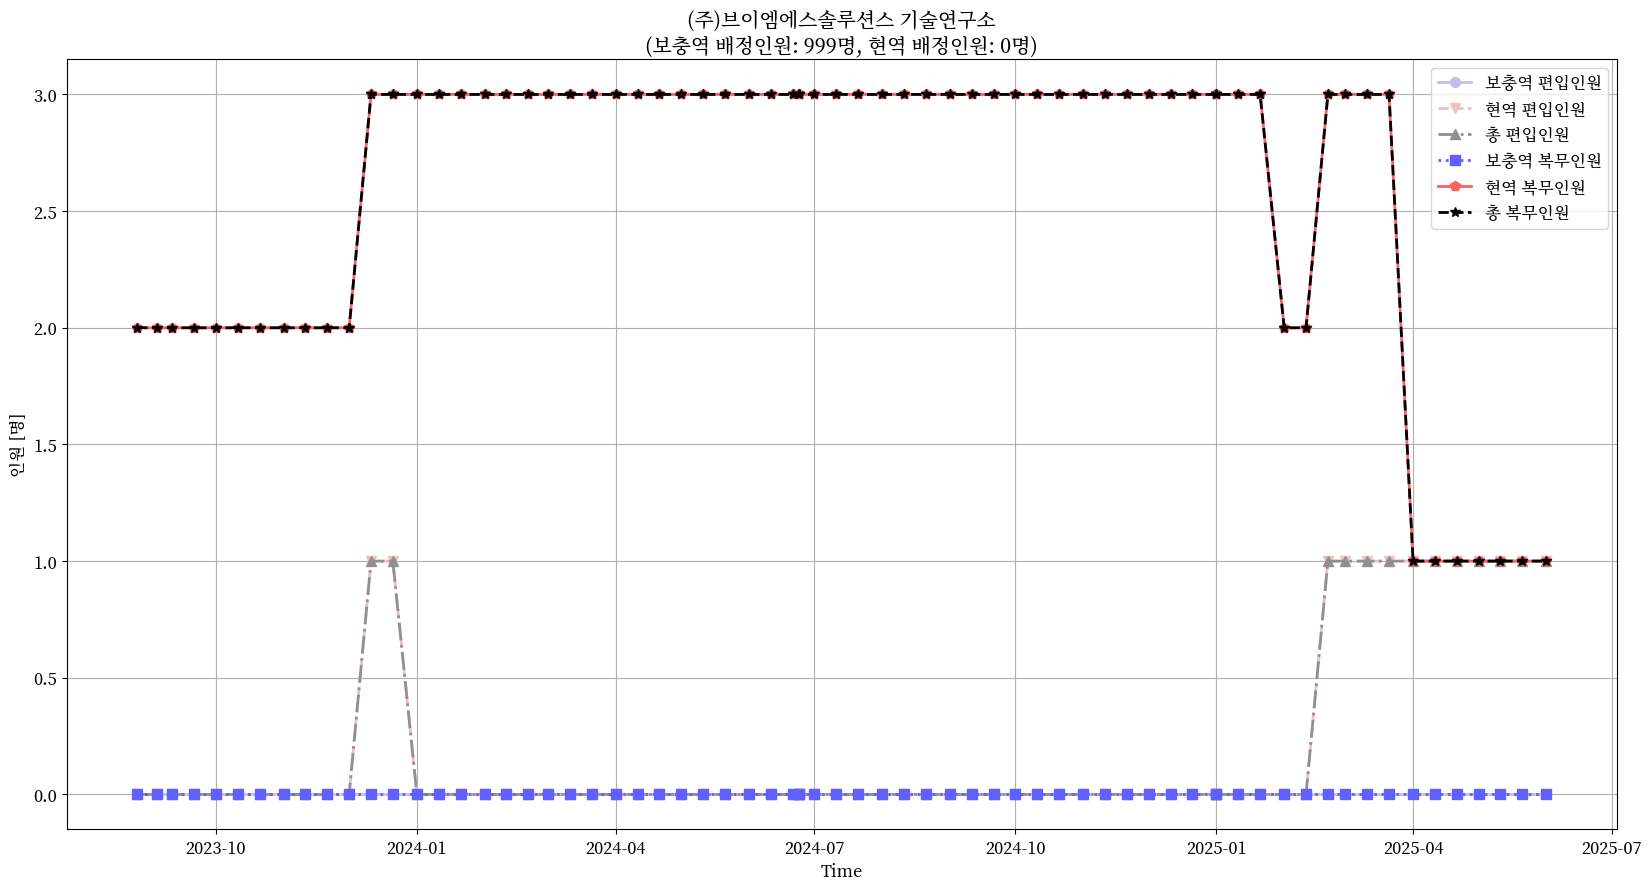 (주)브이엠에스솔루션스 기술연구소
(보충역 배정인원: 999명, 현역 배정인원: 0명)
보충역 편입인원
현역 편입인원
총 편입인원
보충역 복무인원
현역 복무인원
총 복무인원
인원 [명]
3.0
2.5
2.0
1.5
1.0
0.5
0.0
2023-10
2024-01
2024-04
2024-07
2024-10
2025-01
2025-04
2025-07
Time